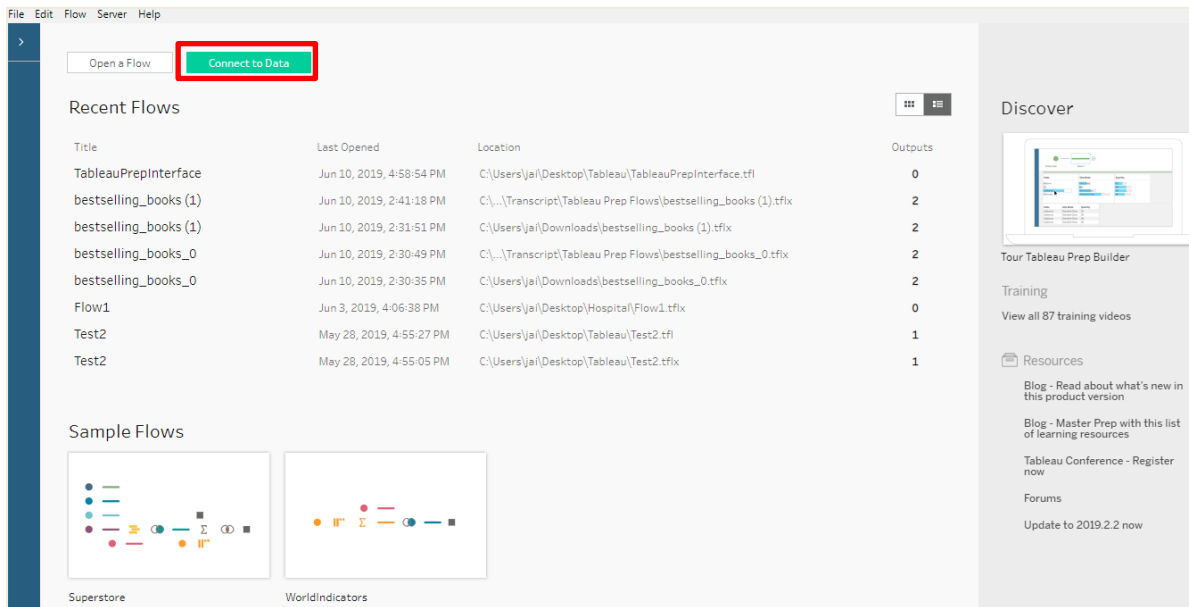 File Edit Flow Server Help
Open a Flow
Connect to Data
Recent Flows
Title Last Opened Location Outputs
TableauPrepInterface Jun 10, 2019, 4:58:54 PM C:\Users\jai\Desktop\Tableau\TableauPrepInterface.tfl 0
bestselling_books (1) Jun 10, 2019, 2:41:18 PM C:\...\Transcript\Tableau Prep Flows\bestselling_books (1).tflx 2
bestselling_books (1) Jun 10, 2019, 2:31:51 PM C:\Users\jai\Downloads\bestselling_books (1).tflx 2
bestselling_books_0 Jun 10, 2019, 2:30:49 PM C:\...\Transcript\Tableau Prep Flows\bestselling_books_0.tflx 2
bestselling_books_0 Jun 10, 2019, 2:30:35 PM C:\Users\jai\Downloads\bestselling_books_0.tflx 2
Flow1 Jun 3, 2019, 4:06:38 PM C:\Users\jai\Desktop\Hospital\Flow1.tflx 0
Test2 May 28, 2019, 4:55:27 PM C:\Users\jai\Desktop\Tableau\Test2.tfl 1
Test2 May 28, 2019, 4:55:05 PM C:\Users\jai\Desktop\Tableau\Test2.tflx 1
Sample Flows
Superstore
WorldIndicators
Discover
Tour Tableau Prep Builder
Training
View all 87 training videos
Resources
Blog - Read about what's new in
this product version
Blog - Master Prep with this list
of learning resources
Tableau Conference - Register
now
Forums
Update to 2019.2.2 now